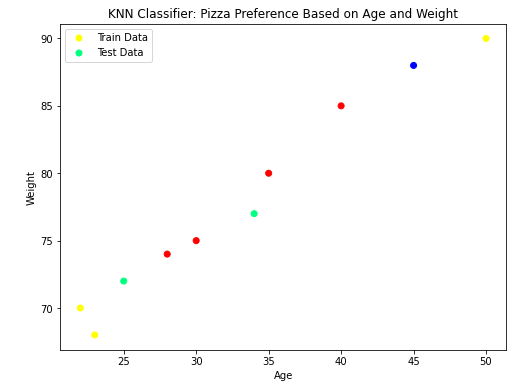 KNN Classifier: Pizza Preference Based on Age and Weight
Train Data
Test Data
90
85
80
75
70
Weight
25 30 35 40 45 50
Age